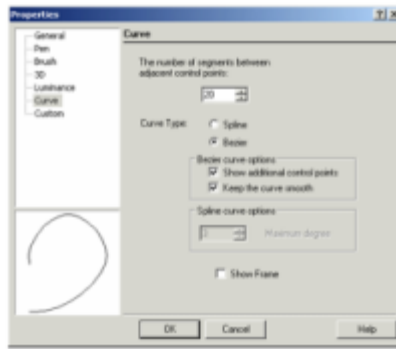 Properties
General
Pen
Brush
3D
Luminance
Curve
Custom
Curve
The number of segments between
adjacent control points:
20
Curve Type:
Spline
Bezier
Bezier curve options
Show additional control points
Keep the curve smooth
Spline curve options
3
Maximum degree
Show Frame
OK
Cancel
Help